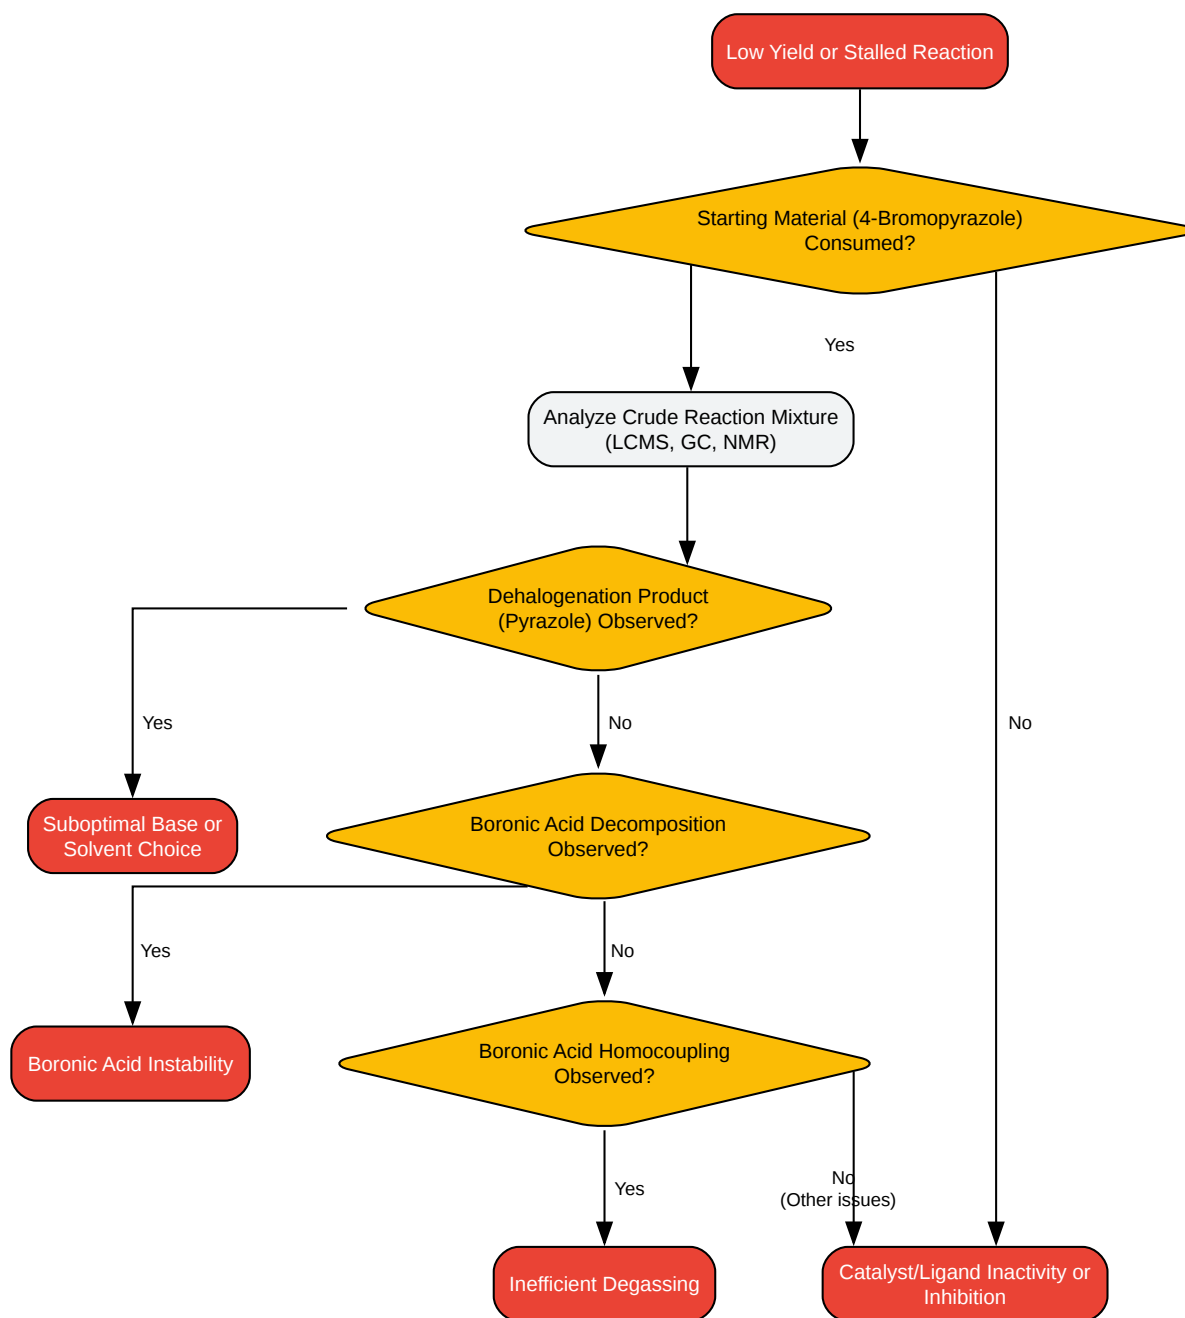 Low Yield or Stalled Reaction
Starting Material (4-Bromopyrazole)
Consumed?
Yes
Analyze Crude Reaction Mixture
(LCMS, GC, NMR)
Dehalogenation Product
(Pyrazole) Observed?
Yes
No
No
Suboptimal Base or
Solvent Choice
Boronic Acid Decomposition
Observed?
Yes
No
Boronic Acid Instability
Boronic Acid Homocoupling
Observed?
Yes
No
(Other issues)
Inefficient Degassing
Catalyst/Ligand Inactivity or
Inhibition